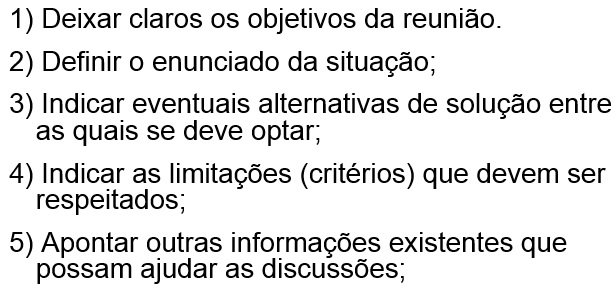 1) Deixar claros os objetivos da reunião.
2) Definir o enunciado da situação;
3) Indicar eventuais alternativas de solução entre
as quais se deve optar;
4) Indicar as limitações (critérios) que devem ser
respeitados;
5) Apontar outras informações existentes que
possam ajudar as discussões;